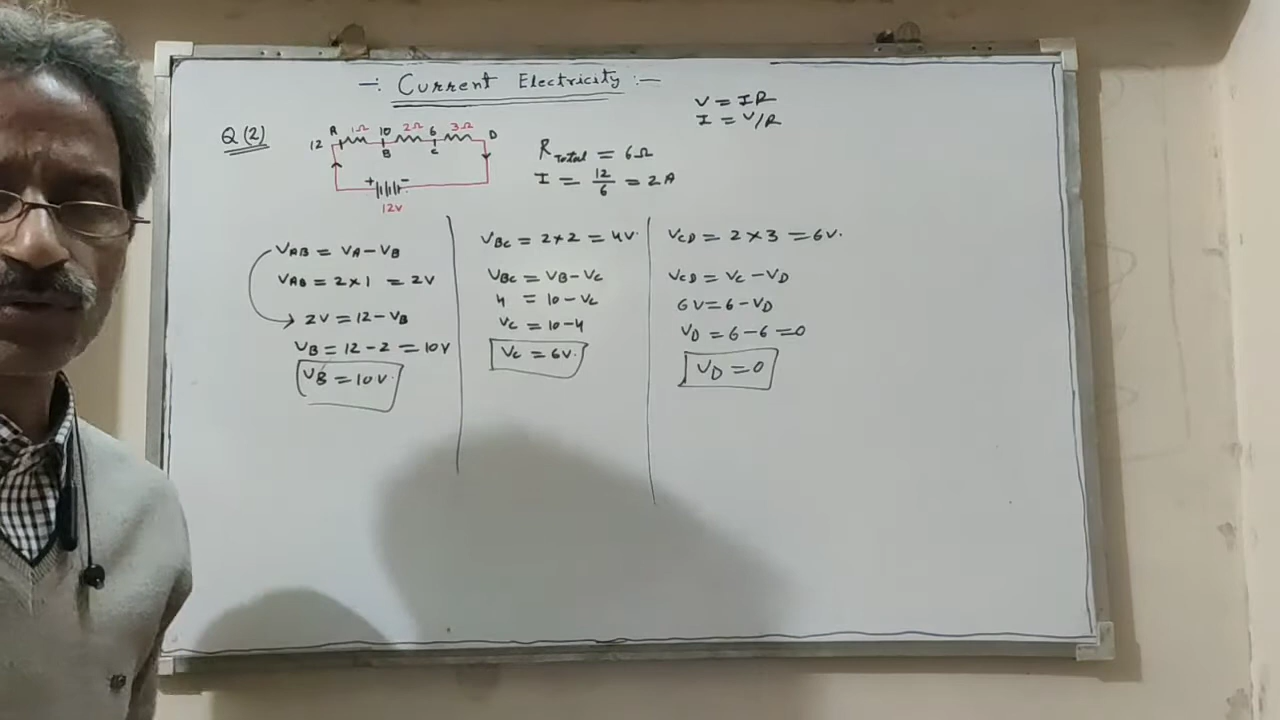 -: Current Electricity :-
V = IR
I = V/R
Q (2)
A 1Ω 10 2Ω 6 3Ω D
12
B C
+ -
12V
R Total = 6Ω
I = 12/6 = 2A
VAB = VA - VB
VAB = 2 × 1 = 2V
2V = 12 - VB
VB = 12 - 2 = 10V
VB = 10V.
VBC = 2 × 2 = 4V.
VBC = VB - VC
4 = 10 - VC
VC = 10 - 4
VC = 6V.
VCD = 2 × 3 = 6V.
VCD = VC - VD
6V = 6 - VD
VD = 6 - 6 = 0
VD = 0